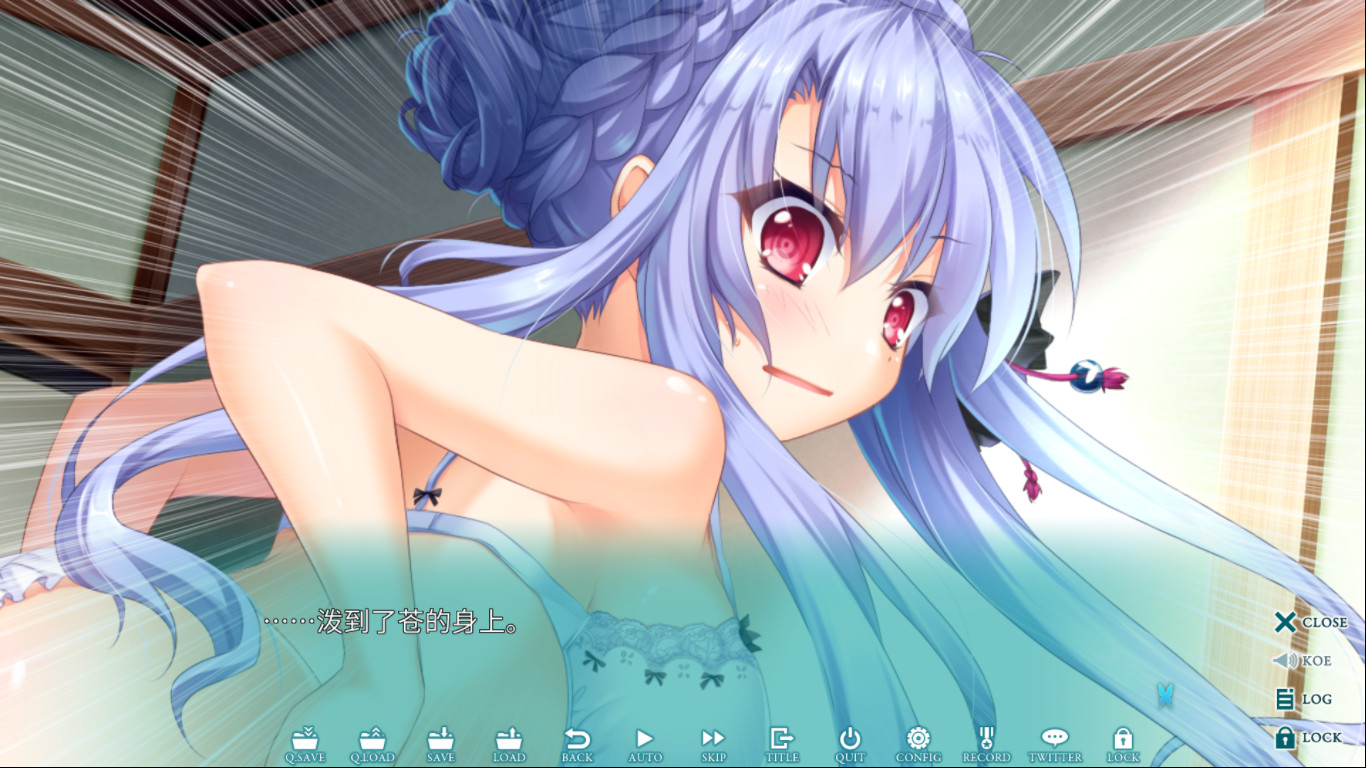 ……泼到了苍的身上。
CLOSE
KOE
LOG
LOCK
Q.SAVE Q.LOAD SAVE LOAD BACK AUTO SKIP TITLE QUIT CONFIG RECORD TWITTER LOCK